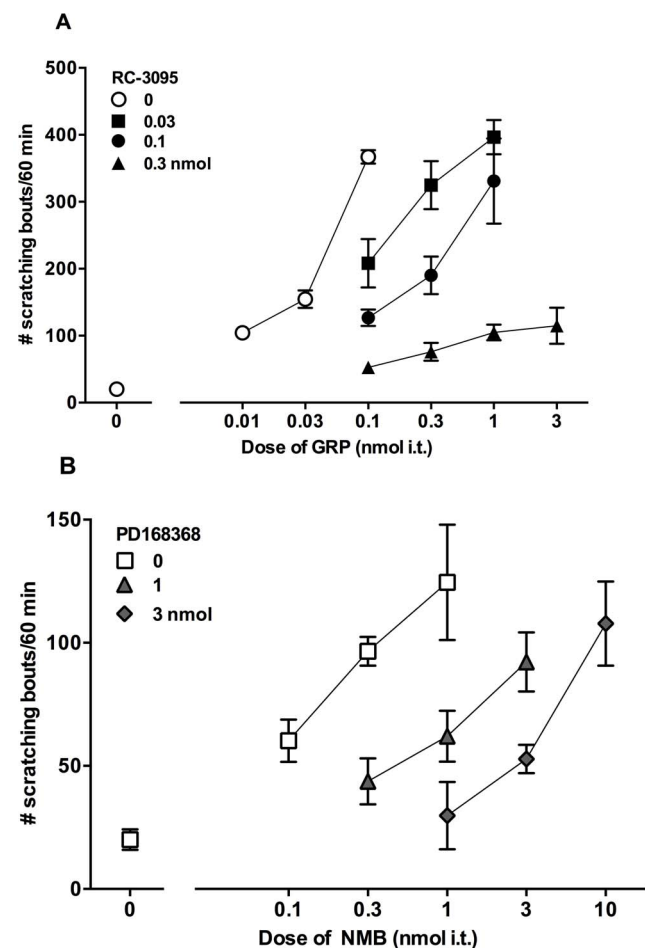 A
500
RC-3095
0
400
0.03
0.1
0.3 nmol
300
200
100
0
# scratching bouts/60 min
0
0.01
0.03
0.1
0.3
1
3
Dose of GRP (nmol i.t.)
B
150
PD168368
0
1
3 nmol
100
50
0
# scratching bouts/60 min
0
0.1
0.3
1
3
10
Dose of NMB (nmol i.t.)